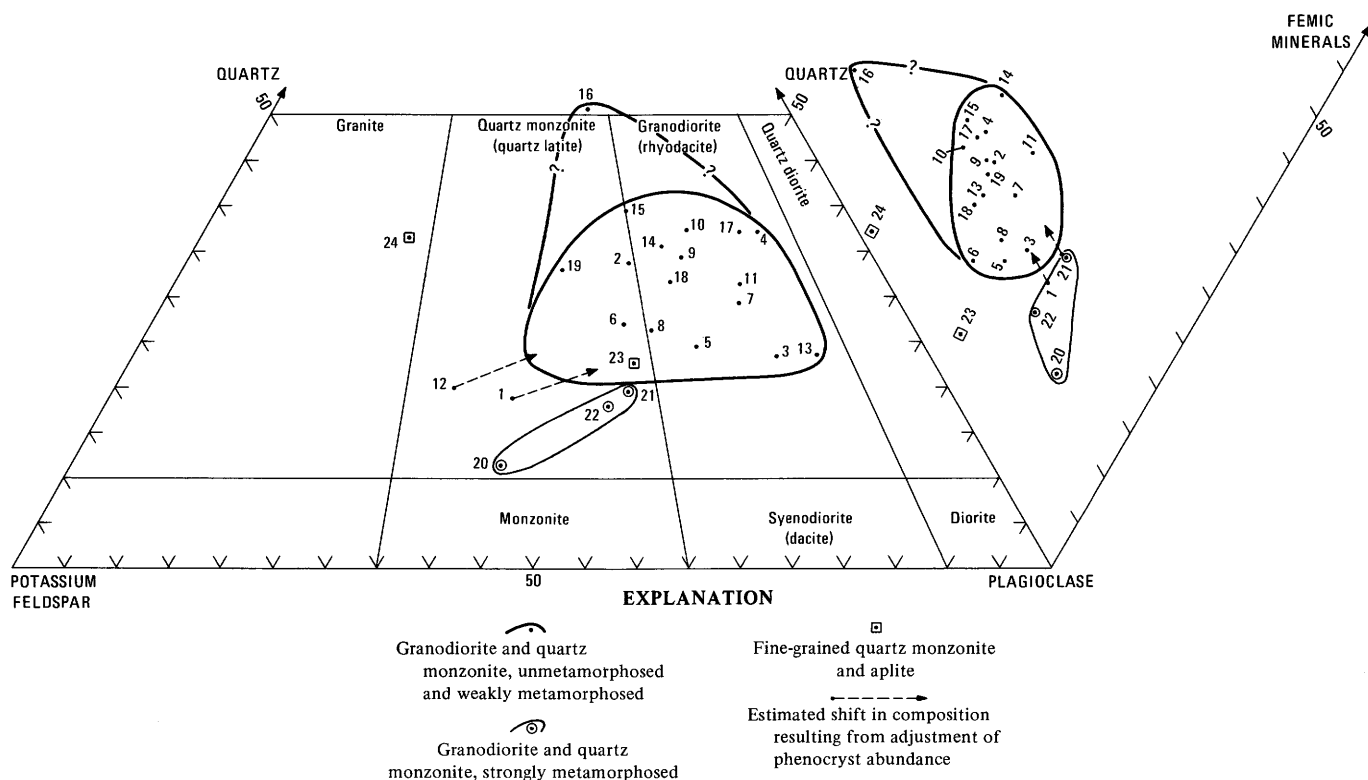 FEMIC
MINERALS
QUARTZ
50
QUARTZ
50
50
Granite
Quartz monzonite
(quartz latite)
Granodiorite
(rhyodacite)
Quartz diorite
16
?
?
15
10
17
4
14
9
2
19
18
11
7
24
6
8
5
3
13
23
12
1
21
22
20
16
?
?
14
15
4
17
10
11
9
2
19
13
7
18
24
8
3
6
5
21
1
22
23
20
Monzonite
Syenodiorite
(dacite)
Diorite
POTASSIUM
FELDSPAR
50
PLAGIOCLASE
EXPLANATION
Granodiorite and quartz
monzonite, unmetamorphosed
and weakly metamorphosed
Granodiorite and quartz
monzonite, strongly metamorphosed
Fine-grained quartz monzonite
and aplite
Estimated shift in composition
resulting from adjustment of
phenocryst abundance